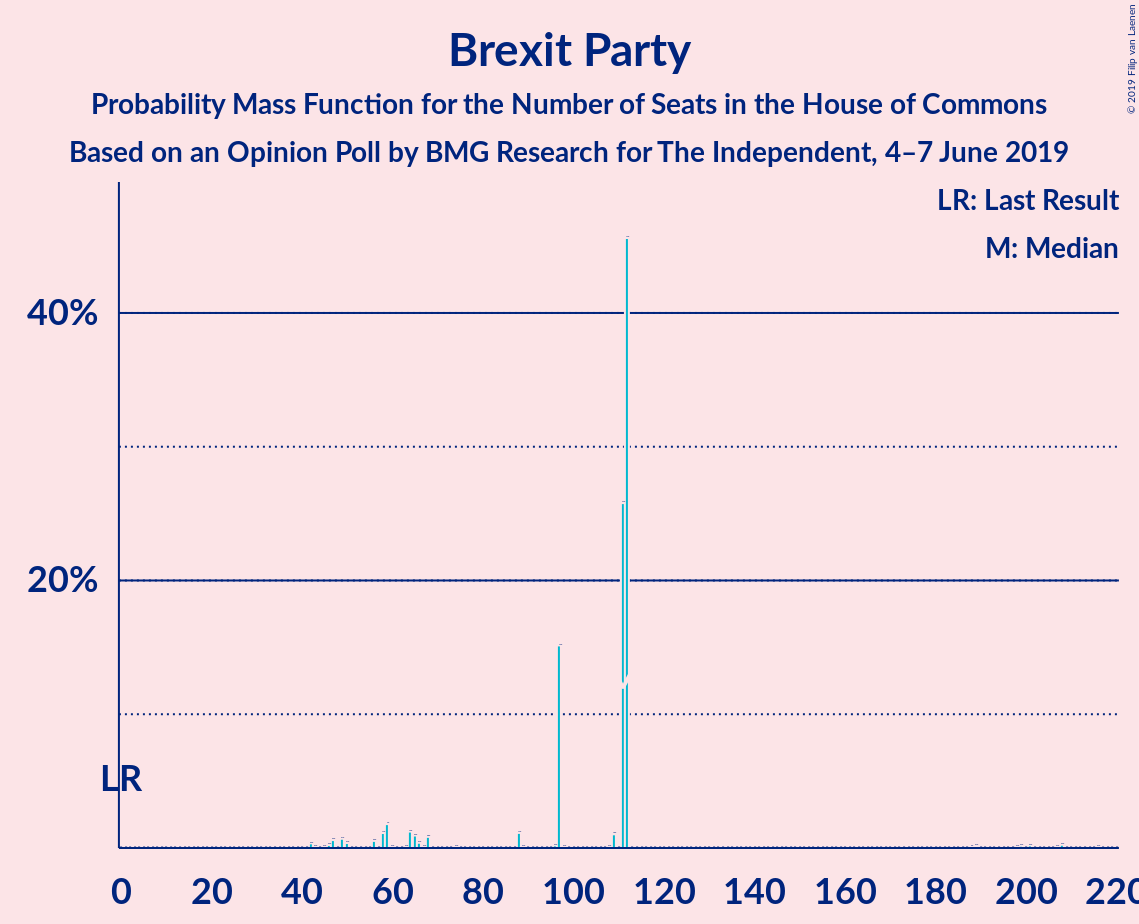 Brexit Party
Probability Mass Function for the Number of Seats in the House of Commons
Based on an Opinion Poll by BMG Research for The Independent, 4–7 June 2019
© 2019 Filip van Laenen
LR: Last Result
M: Median
40%
20%
LR
0 20 40 60 80 100 120 140 160 180 200 220